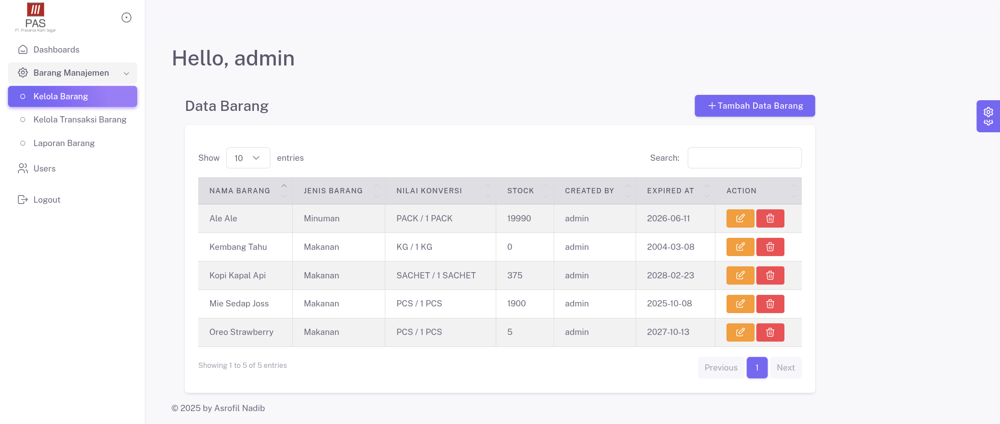 PAS
PT. Prakarsa Alam Segar
Dashboards
Barang Manajemen
Kelola Barang
Kelola Transaksi Barang
Laporan Barang
Users
Logout
Hello, admin
Data Barang
Tambah Data Barang
Show 10 entries Search:
NAMA BARANG JENIS BARANG NILAI KONVERSI STOCK CREATED BY EXPIRED AT ACTION
Ale Ale Minuman PACK / 1 PACK 19990 admin 2026-06-11
Kembang Tahu Makanan KG / 1 KG 0 admin 2004-03-08
Kopi Kapal Api Makanan SACHET / 1 SACHET 375 admin 2028-02-23
Mie Sedap Joss Makanan PCS / 1 PCS 1900 admin 2025-10-08
Oreo Strawberry Makanan PCS / 1 PCS 5 admin 2027-10-13
Showing 1 to 5 of 5 entries
Previous 1 Next
© 2025 by Asrofil Nadib